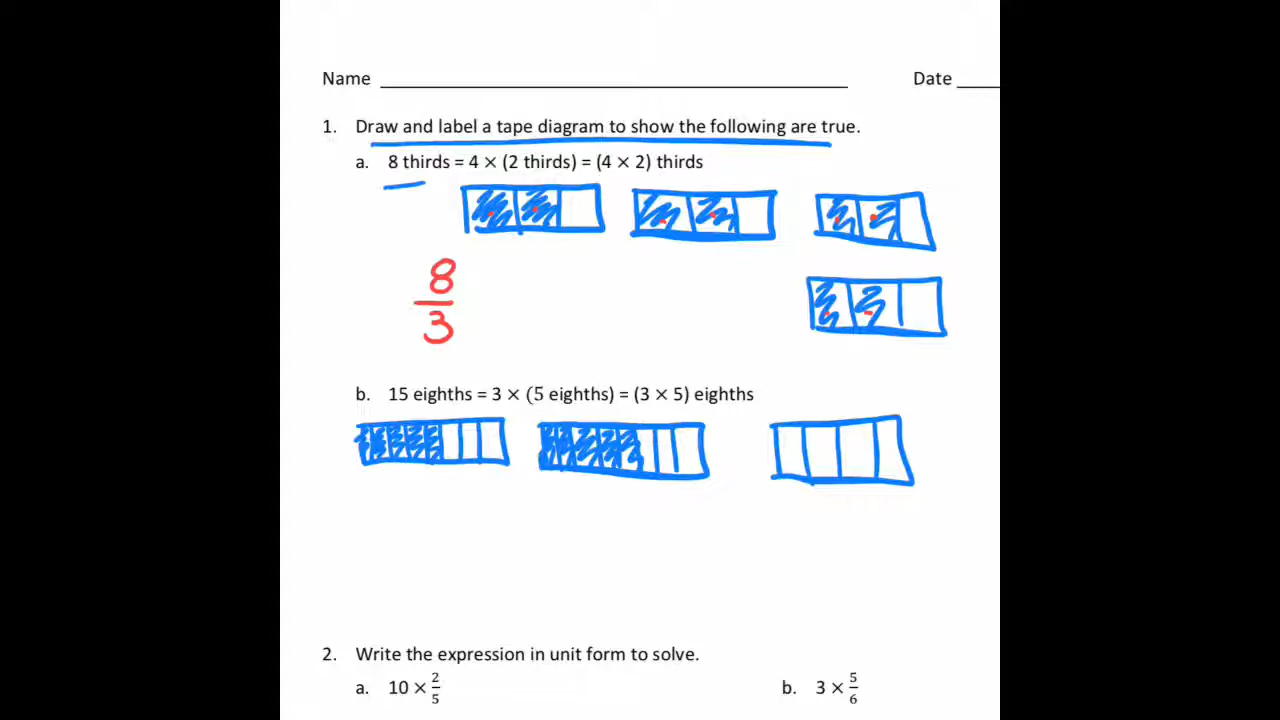 Name ____ Date ____
1. Draw and label a tape diagram to show the following are true.
a. 8 thirds = 4 × (2 thirds) = (4 × 2) thirds
8/3
b. 15 eighths = 3 × (5 eighths) = (3 × 5) eighths
2. Write the expression in unit form to solve.
a. 10 × 2/5 b. 3 × 5/6